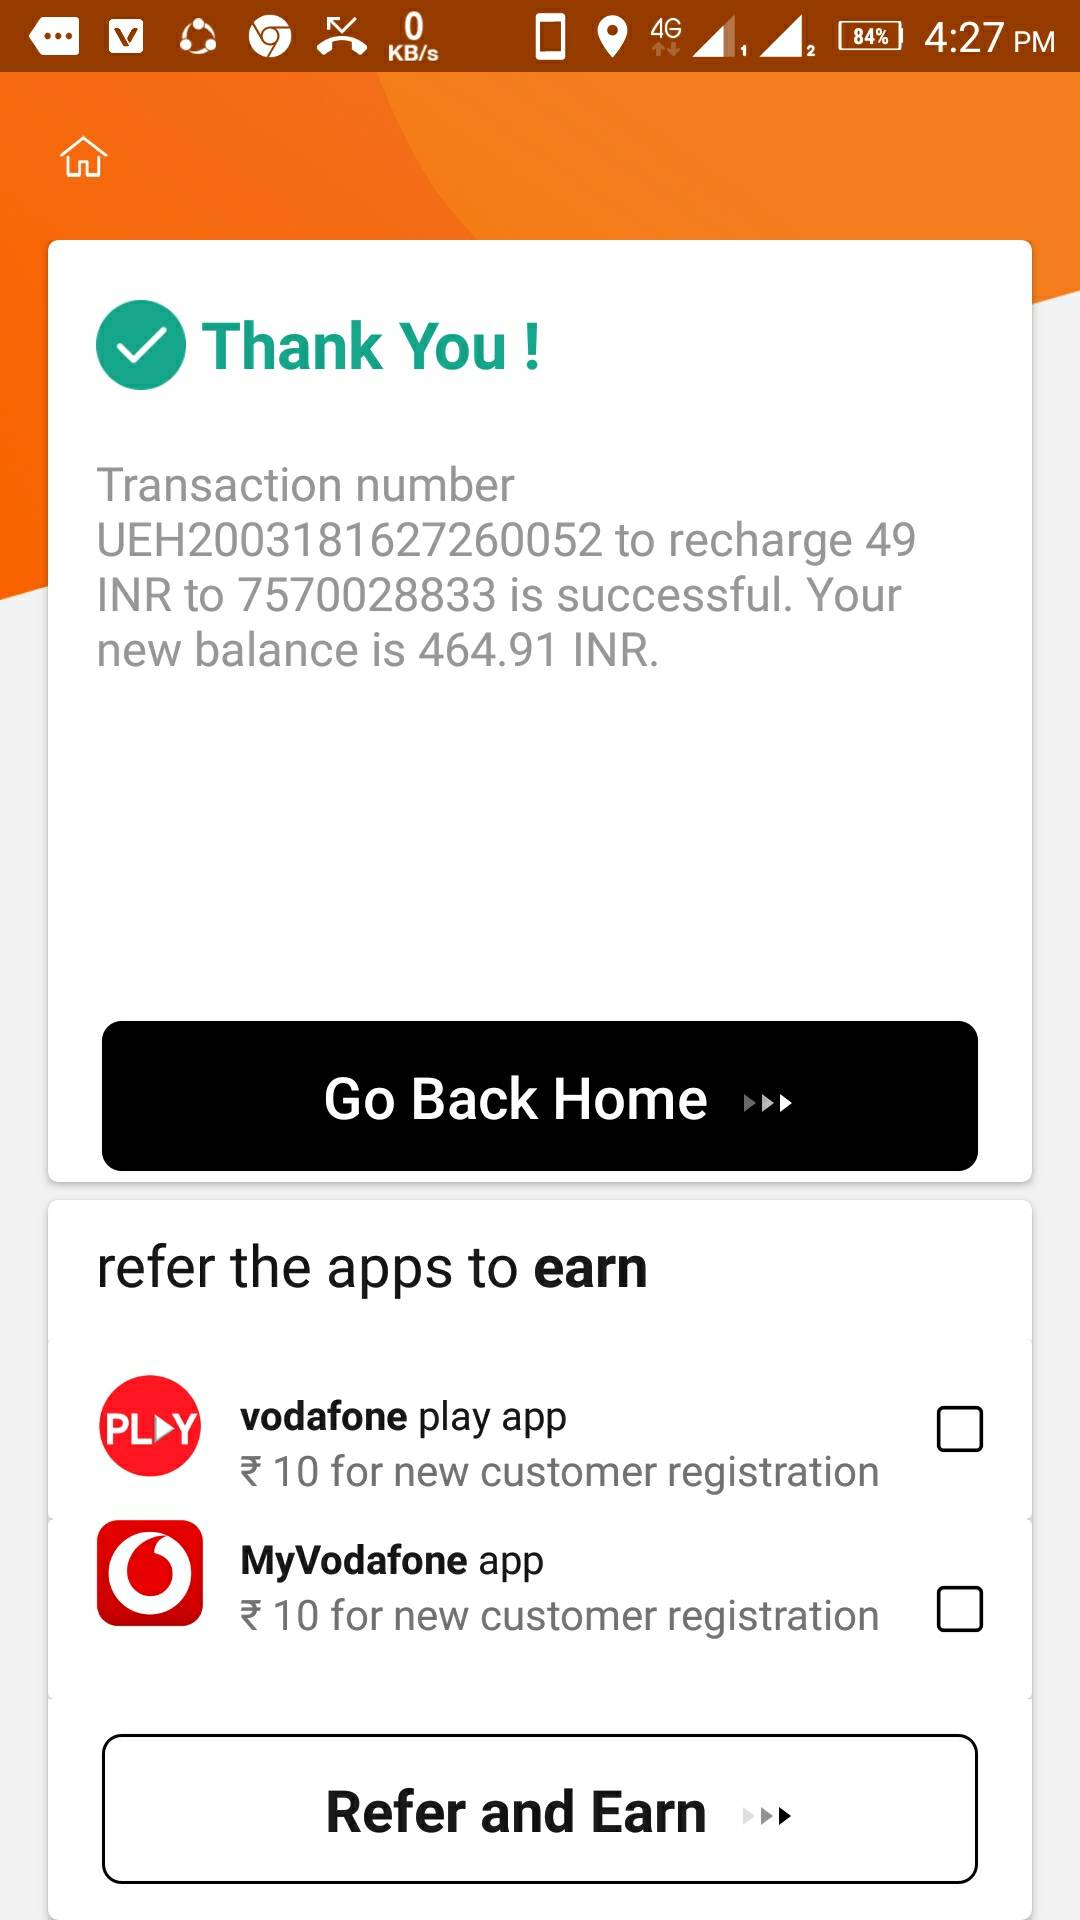 0
KB/s
4G
1
2
84%
4:27 PM
Thank You !
Transaction number
UEH2003181627260052 to recharge 49
INR to 7570028833 is successful. Your
new balance is 464.91 INR.
Go Back Home
refer the apps to earn
PLAY
vodafone play app
₹ 10 for new customer registration
MyVodafone app
₹ 10 for new customer registration
Refer and Earn